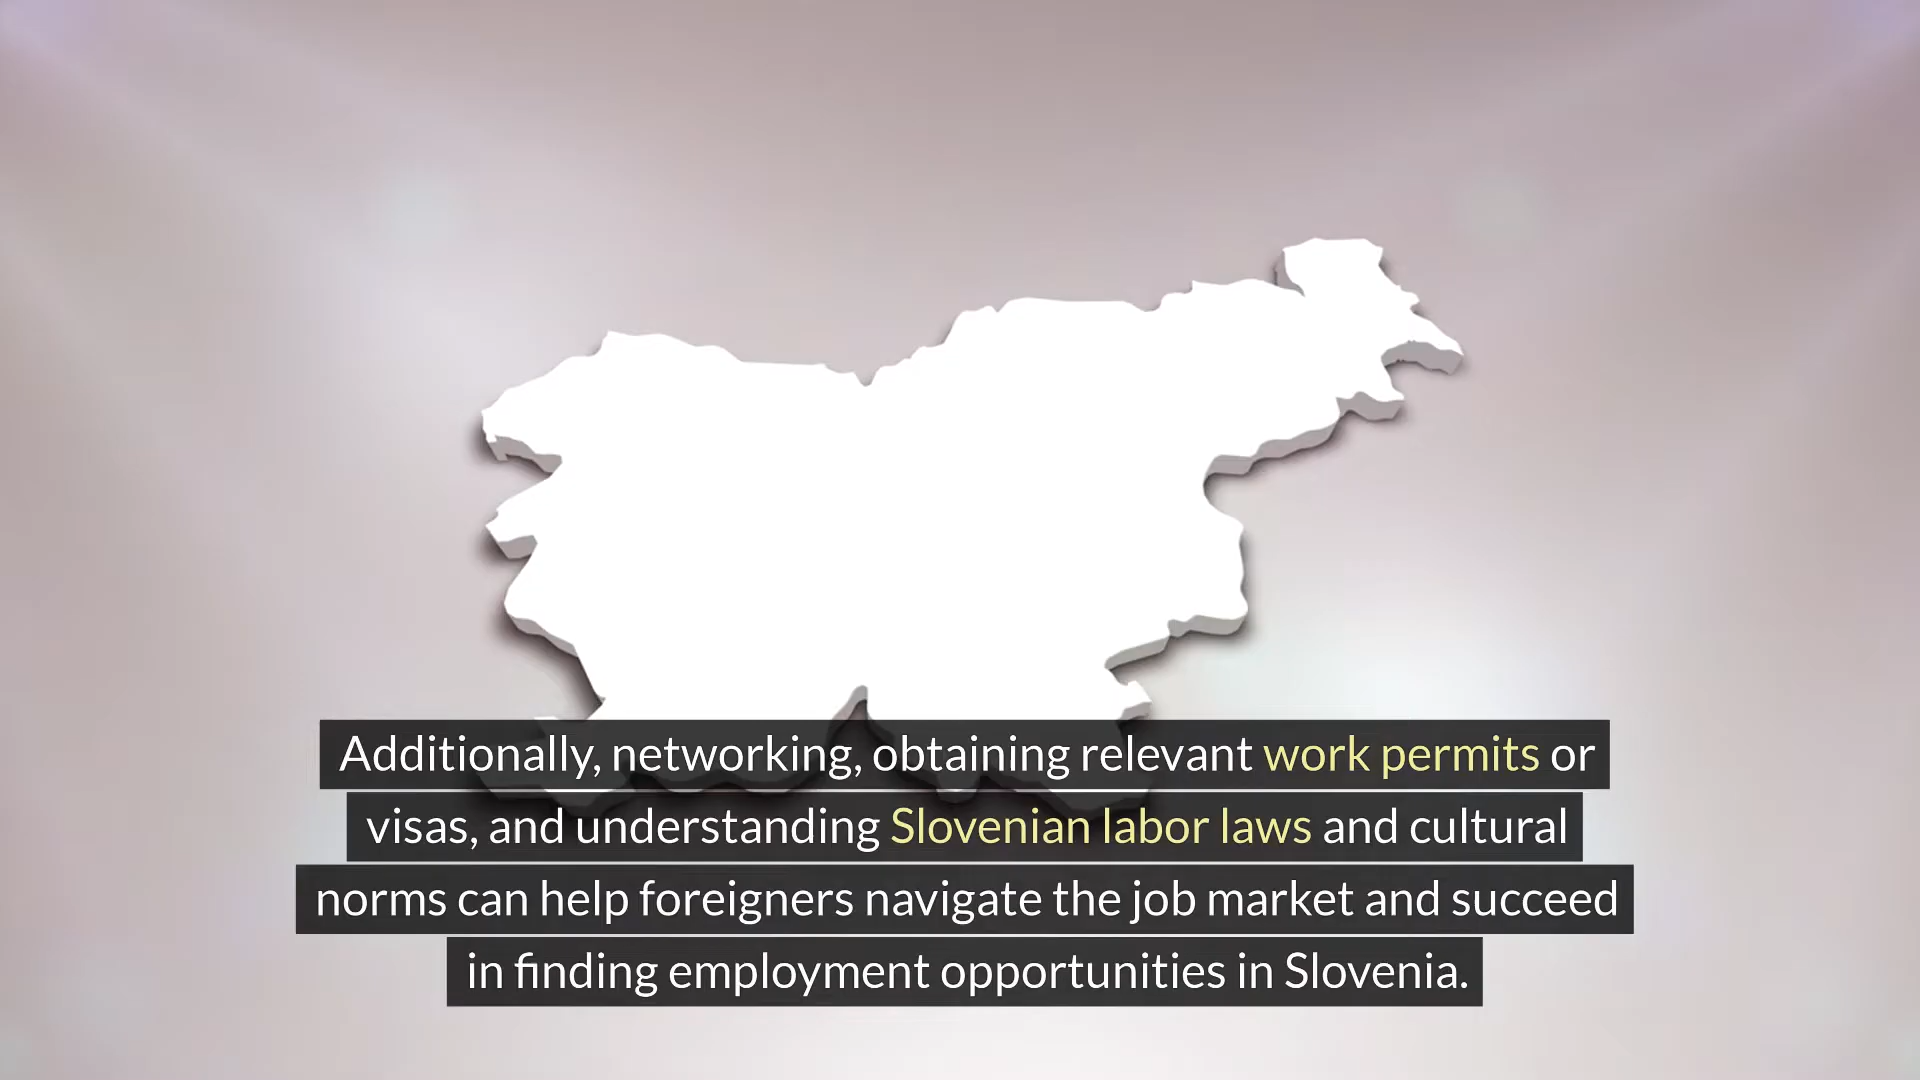 Additionally, networking, obtaining relevant work permits or
visas, and understanding Slovenian labor laws and cultural
norms can help foreigners navigate the job market and succeed
in finding employment opportunities in Slovenia.